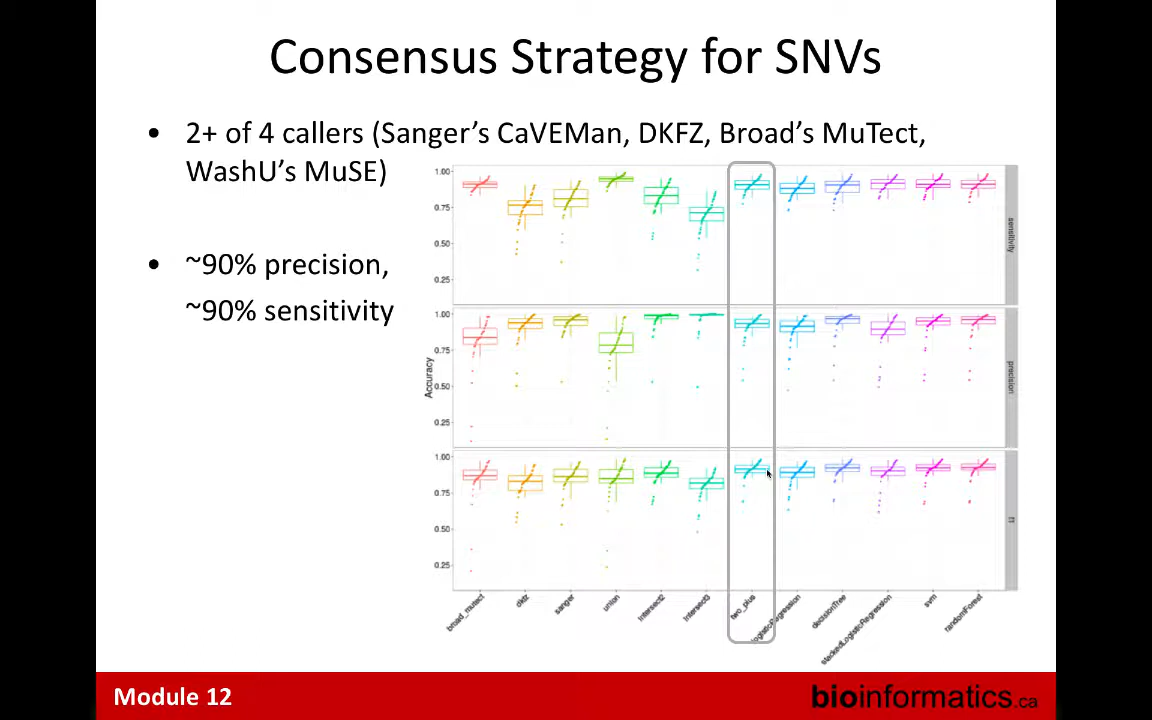 Consensus Strategy for SNVs
• 2+ of 4 callers (Sanger’s CaVEMan, DKFZ, Broad’s MuTect,
WashU’s MuSE)
• ~90% precision,
~90% sensitivity
Accuracy
1.00
0.75
0.50
0.25
sensitivity
1.00
0.75
0.50
0.25
precision
1.00
0.75
0.50
0.25
f1
broad_mutect
dkfz
sanger
union
intersect2
intersect3
two_plus
logisticRegression
decisionTree
stackedLogisticRegression
svm
randomForest
Module 12
bioinformatics.ca